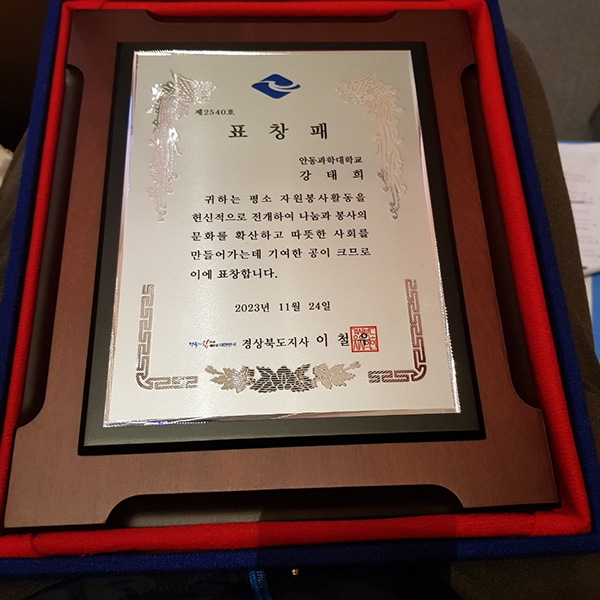 제2540호
표창패
안동과학대학교
강태희
귀하는 평소 자원봉사활동을
헌신적으로 전개하여 나눔과 봉사의
문화를 확산하고 따뜻한 사회를
만들어가는데 기여한 공이 크므로
이에 표창합니다.
2023년 11월 24일
대한민국 경상북도지사 이철우